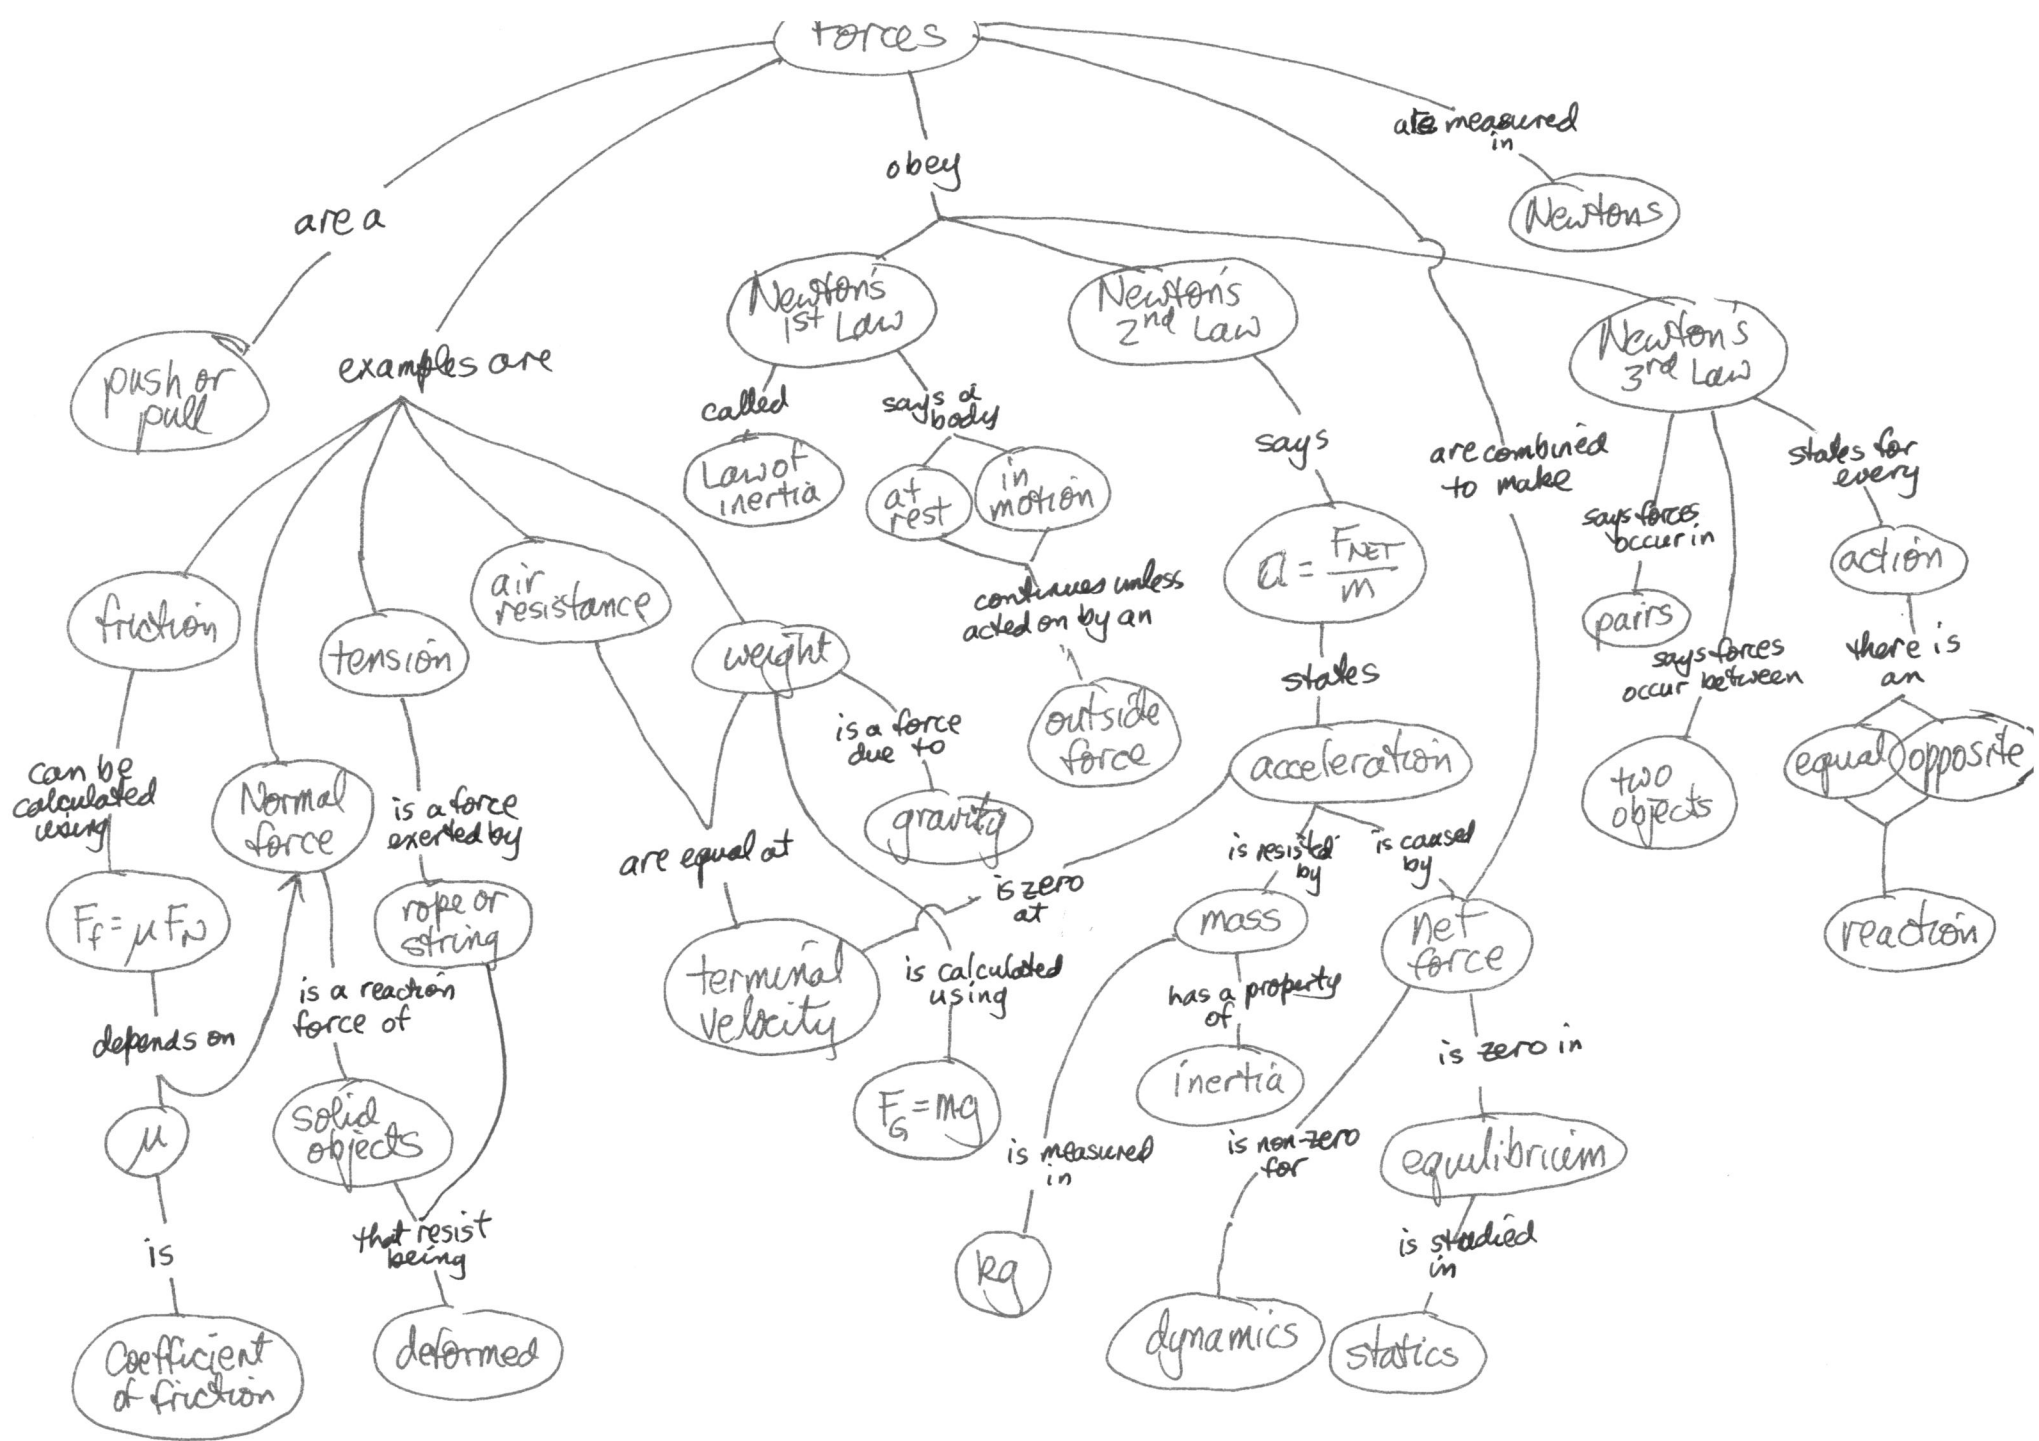 Forces
are measured
in
Newtons
obey
are a
push or
pull
examples are
Newton's
1st Law
Newton's
2nd Law
Newton's
3rd Law
called
Law of
inertia
says a
body
at
rest
in
motion
continues unless
acted on by an
outside
force
says
a = FNET
m
states
acceleration
are combined
to make
says forces
occur in
pairs
says forces
occur between
two
objects
states for
every
action
there is
an
equal
opposite
reaction
friction
can be
calculated
using
Ff = μ FN
depends on
μ
is
Coefficient
of friction
Normal
force
is a reaction
force of
solid
objects
tension
is a force
exerted by
rope or
string
that resist
being
deformed
air
resistance
weight
are equal at
terminal
velocity
is a force
due to
gravity
is calculated
using
FG = mg
is zero
at
is resisted
by
mass
is measured
in
kg
has a property
of
inertia
is caused
by
net
force
is non-zero
for
dynamics
is zero in
equilibrium
is studied
in
statics